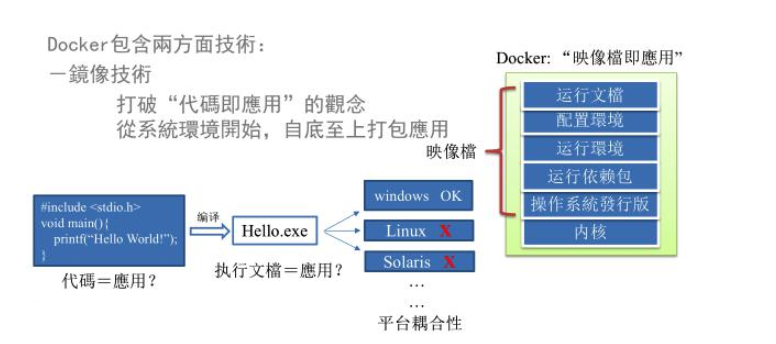 Docker包含兩方面技術：
－鏡像技術
打破“代碼即應用”的觀念
從系統環境開始，自底至上打包應用
Docker: “映像檔即應用”
运行文檔
配置環境
运行環境
运行依赖包
操作系統發行版
内核
映像檔
#include <stdio.h>
void main(){
printf(“Hello World!”);
}
代碼＝應用？
编译
Hello.exe
执行文檔＝應用？
windows OK
Linux X
Solaris X
…
…
平台耦合性